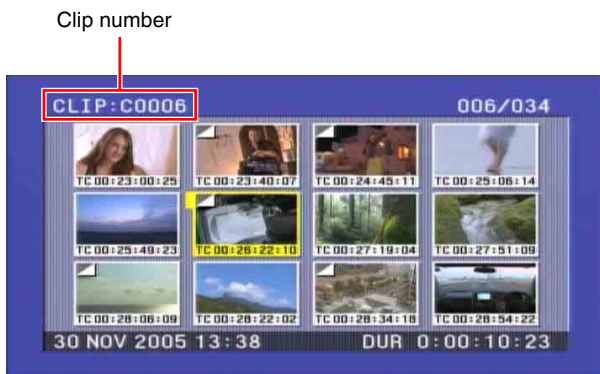 Clip number
CLIP:C0006 006/034
TC 00:23:00:25 TC 00:23:40:07 TC 00:24:45:11 TC 00:25:06:14
TC 00:25:49:23 TC 00:26:22:10 TC 00:27:19:04 TC 00:27:51:09
TC 00:28:06:09 TC 00:28:22:02 TC 00:28:34:18 TC 00:28:54:22
30 NOV 2005 13:38 DUR 0:00:10:23